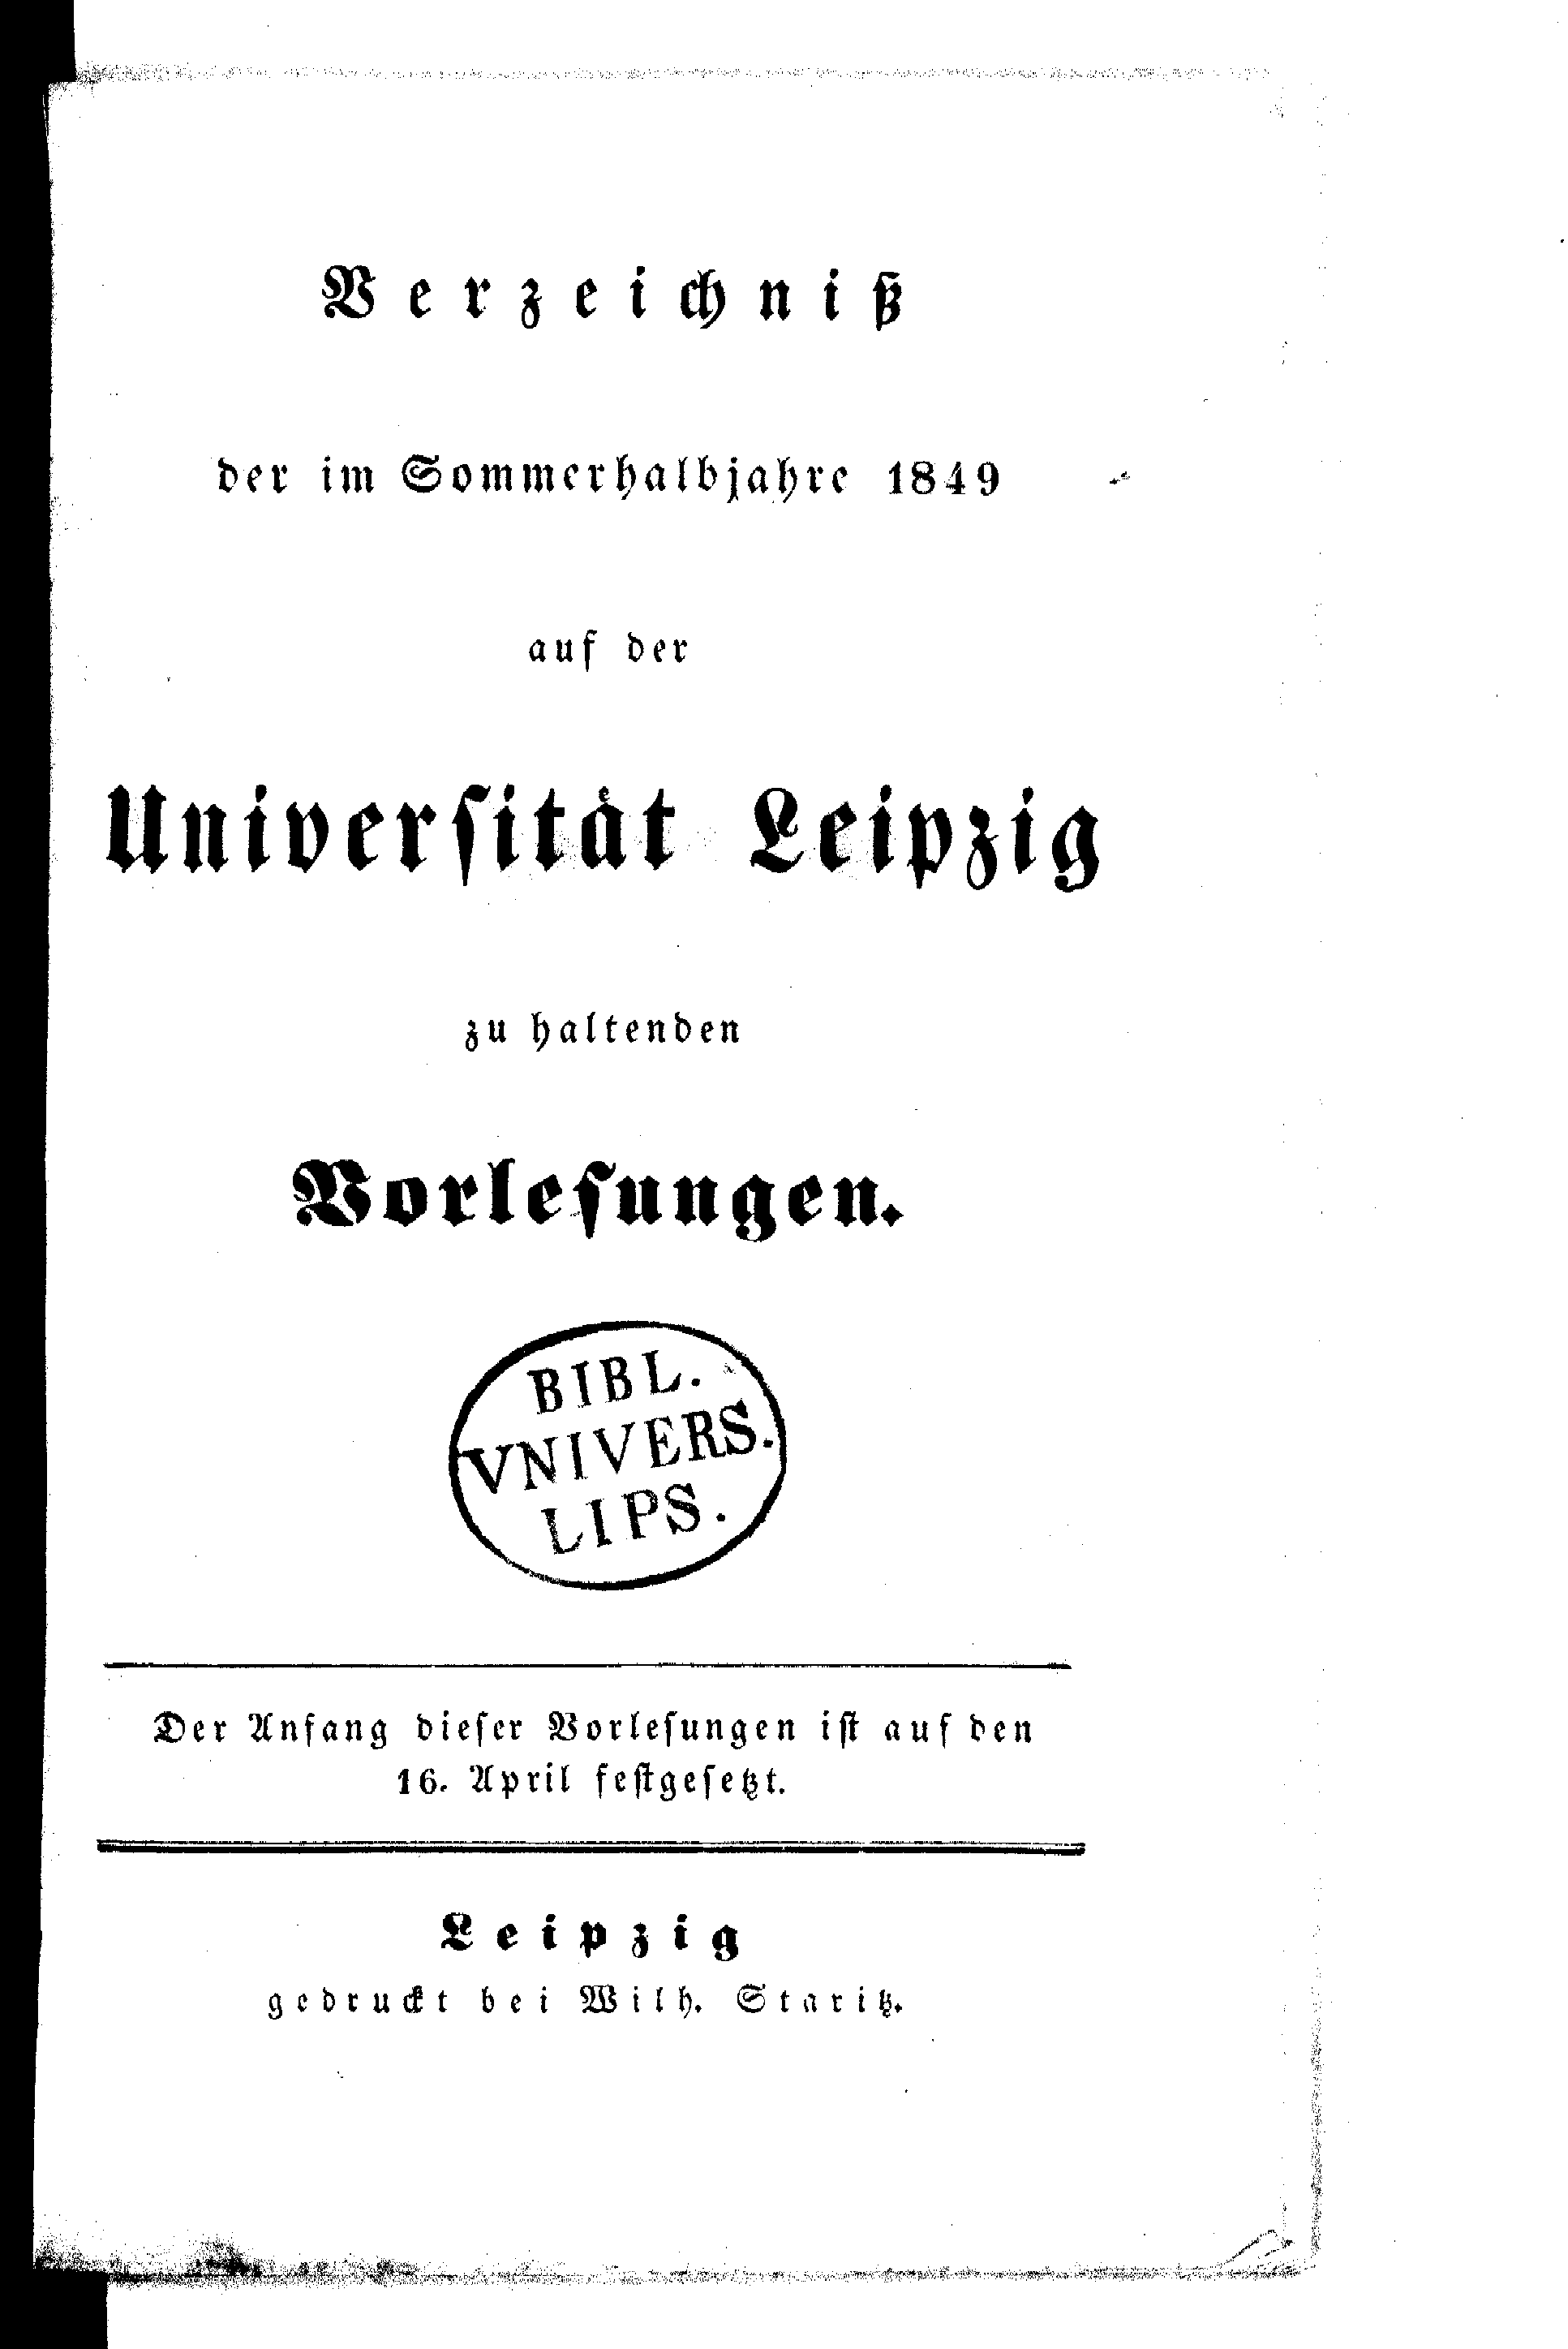 Verzeichniß
der im Sommerhalbjahre 1849
auf der
Universität Leipzig
zu haltenden
Vorlesungen.
BIBL.
VNIVERS.
LIPS.
Der Anfang dieser Vorlesungen ist auf den
16. April festgesetzt.
Leipzig
gedruckt bei Wilh. Staritz.